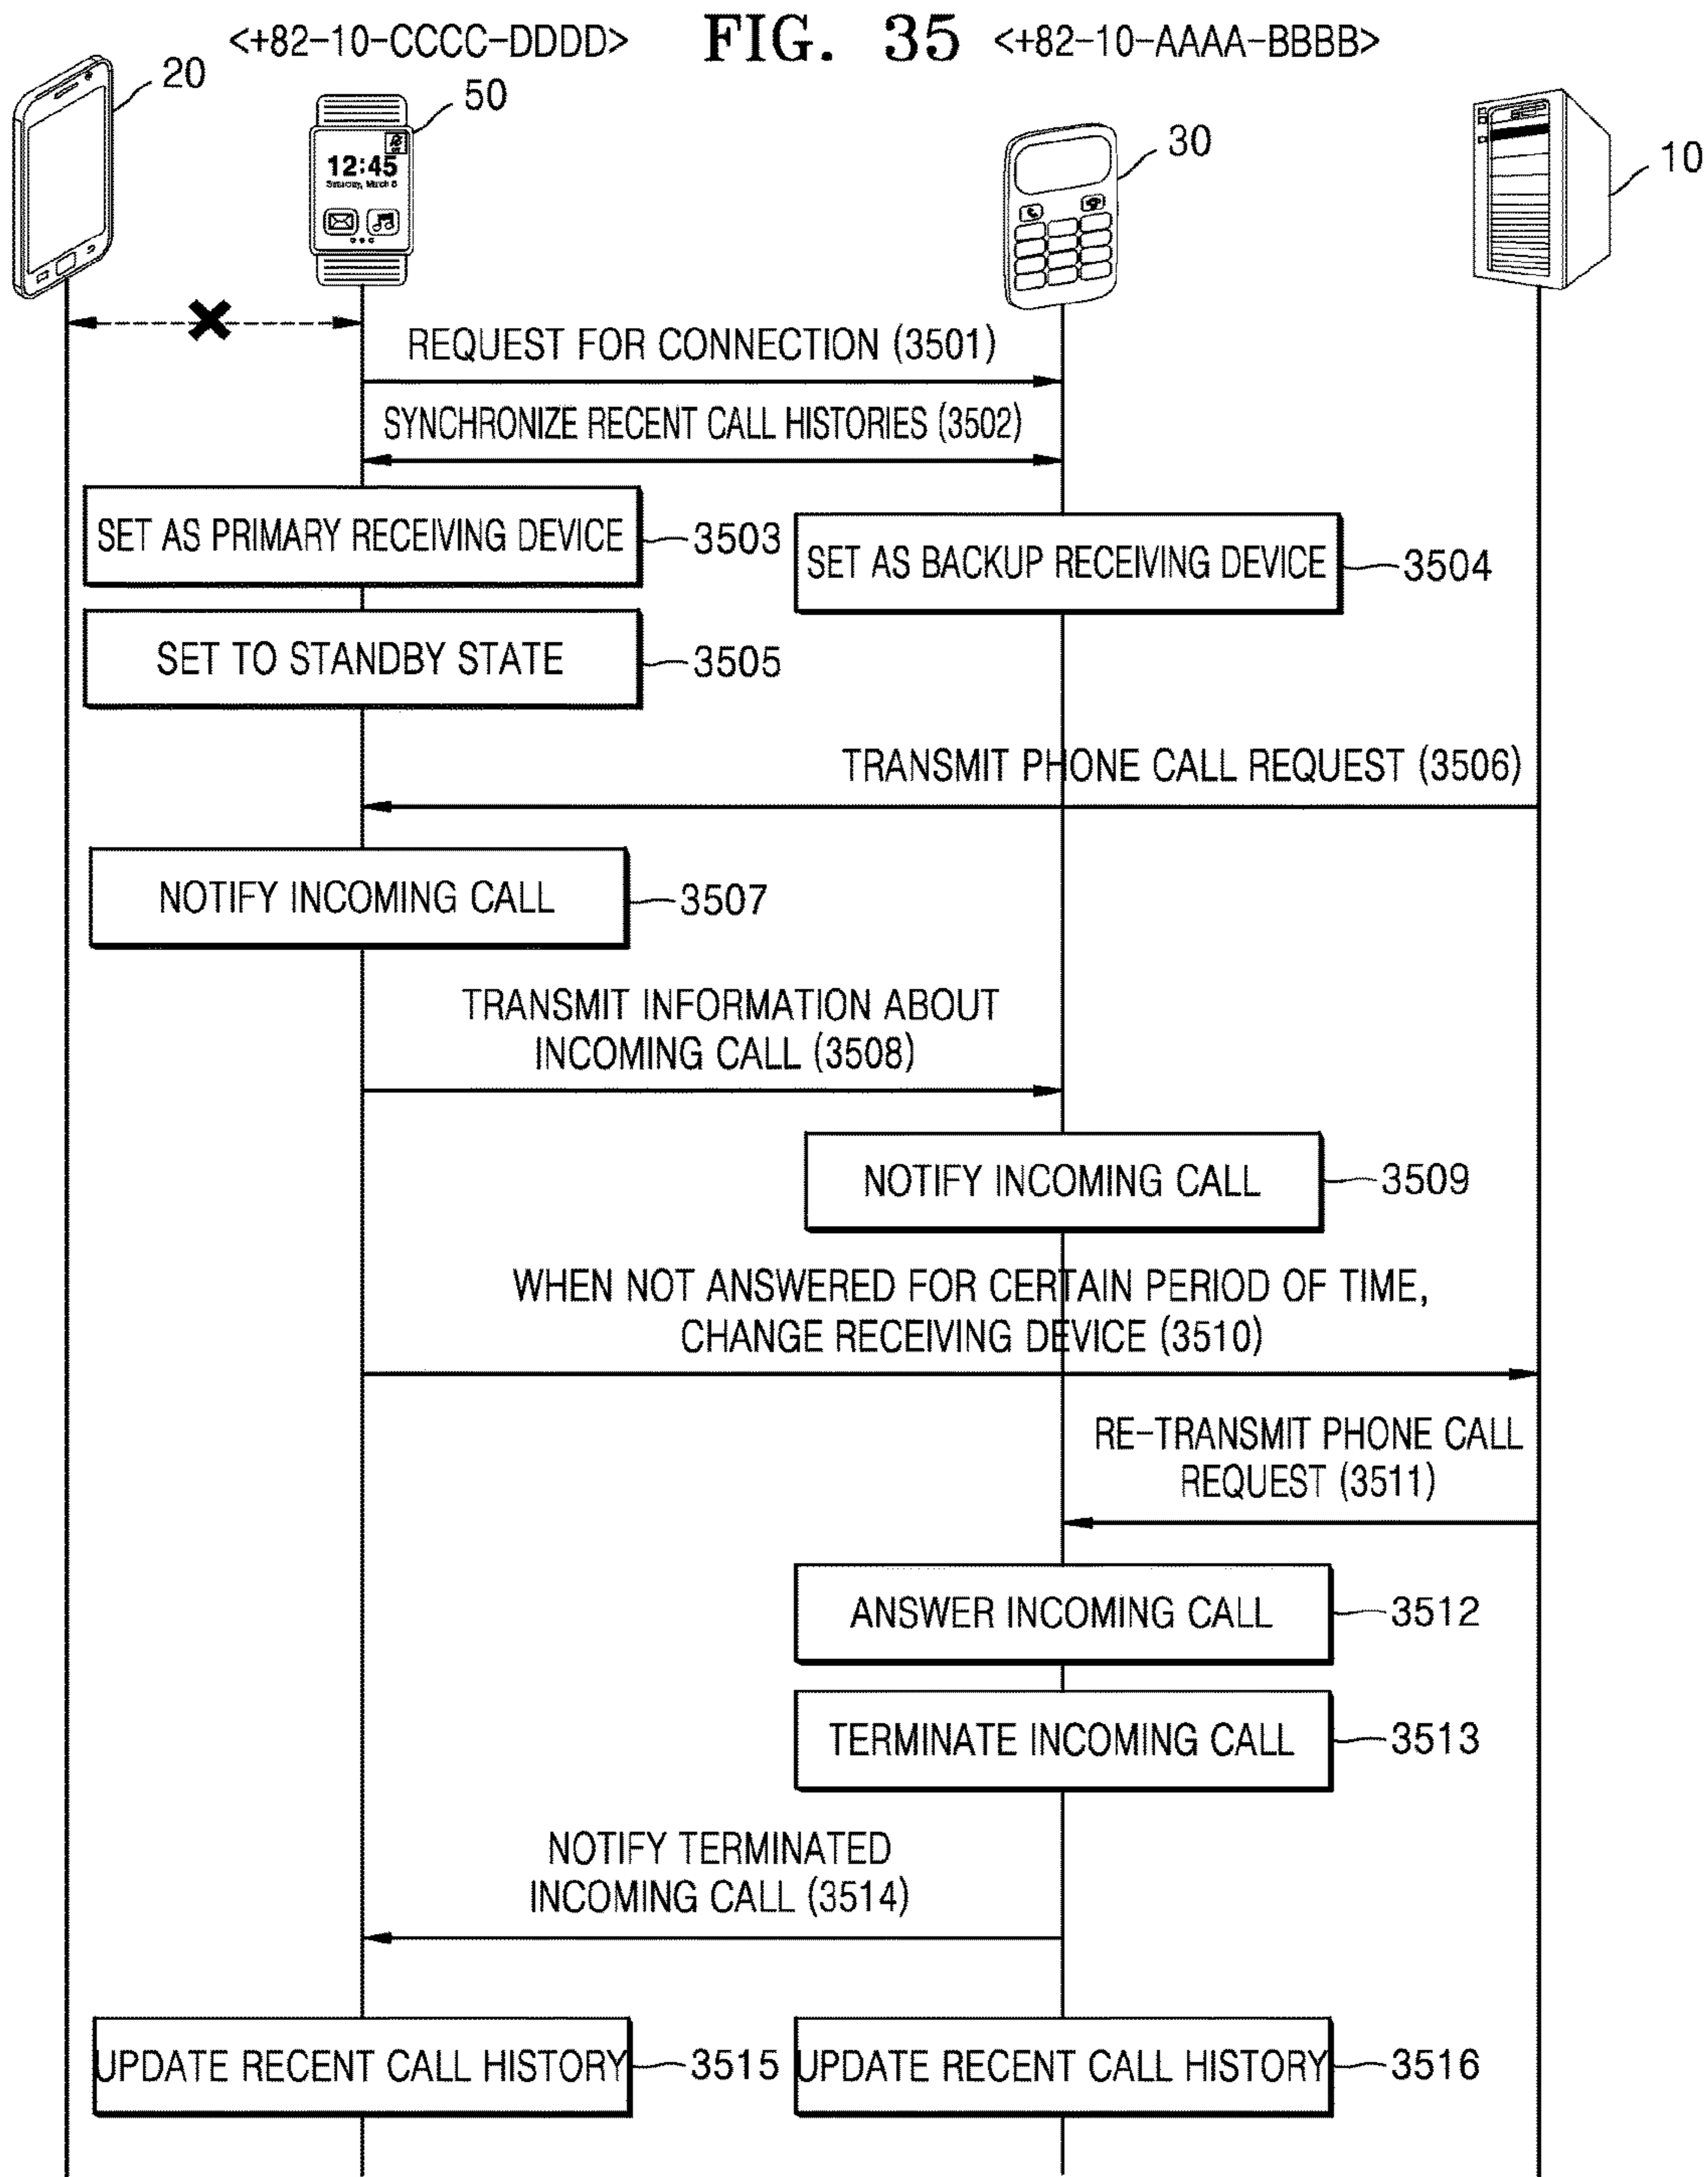 FIG. 35
<+82-10-CCCC-DDDD>
<+82-10-AAAA-BBBB>
20
50
30
10
12:45
Saturday, March 8
REQUEST FOR CONNECTION (3501)
SYNCHRONIZE RECENT CALL HISTORIES (3502)
SET AS PRIMARY RECEIVING DEVICE
3503
SET AS BACKUP RECEIVING DEVICE
3504
SET TO STANDBY STATE
3505
TRANSMIT PHONE CALL REQUEST (3506)
NOTIFY INCOMING CALL
3507
TRANSMIT INFORMATION ABOUT
INCOMING CALL (3508)
NOTIFY INCOMING CALL
3509
WHEN NOT ANSWERED FOR CERTAIN PERIOD OF TIME,
CHANGE RECEIVING DEVICE (3510)
RE-TRANSMIT PHONE CALL
REQUEST (3511)
ANSWER INCOMING CALL
3512
TERMINATE INCOMING CALL
3513
NOTIFY TERMINATED
INCOMING CALL (3514)
UPDATE RECENT CALL HISTORY
3515
UPDATE RECENT CALL HISTORY
3516